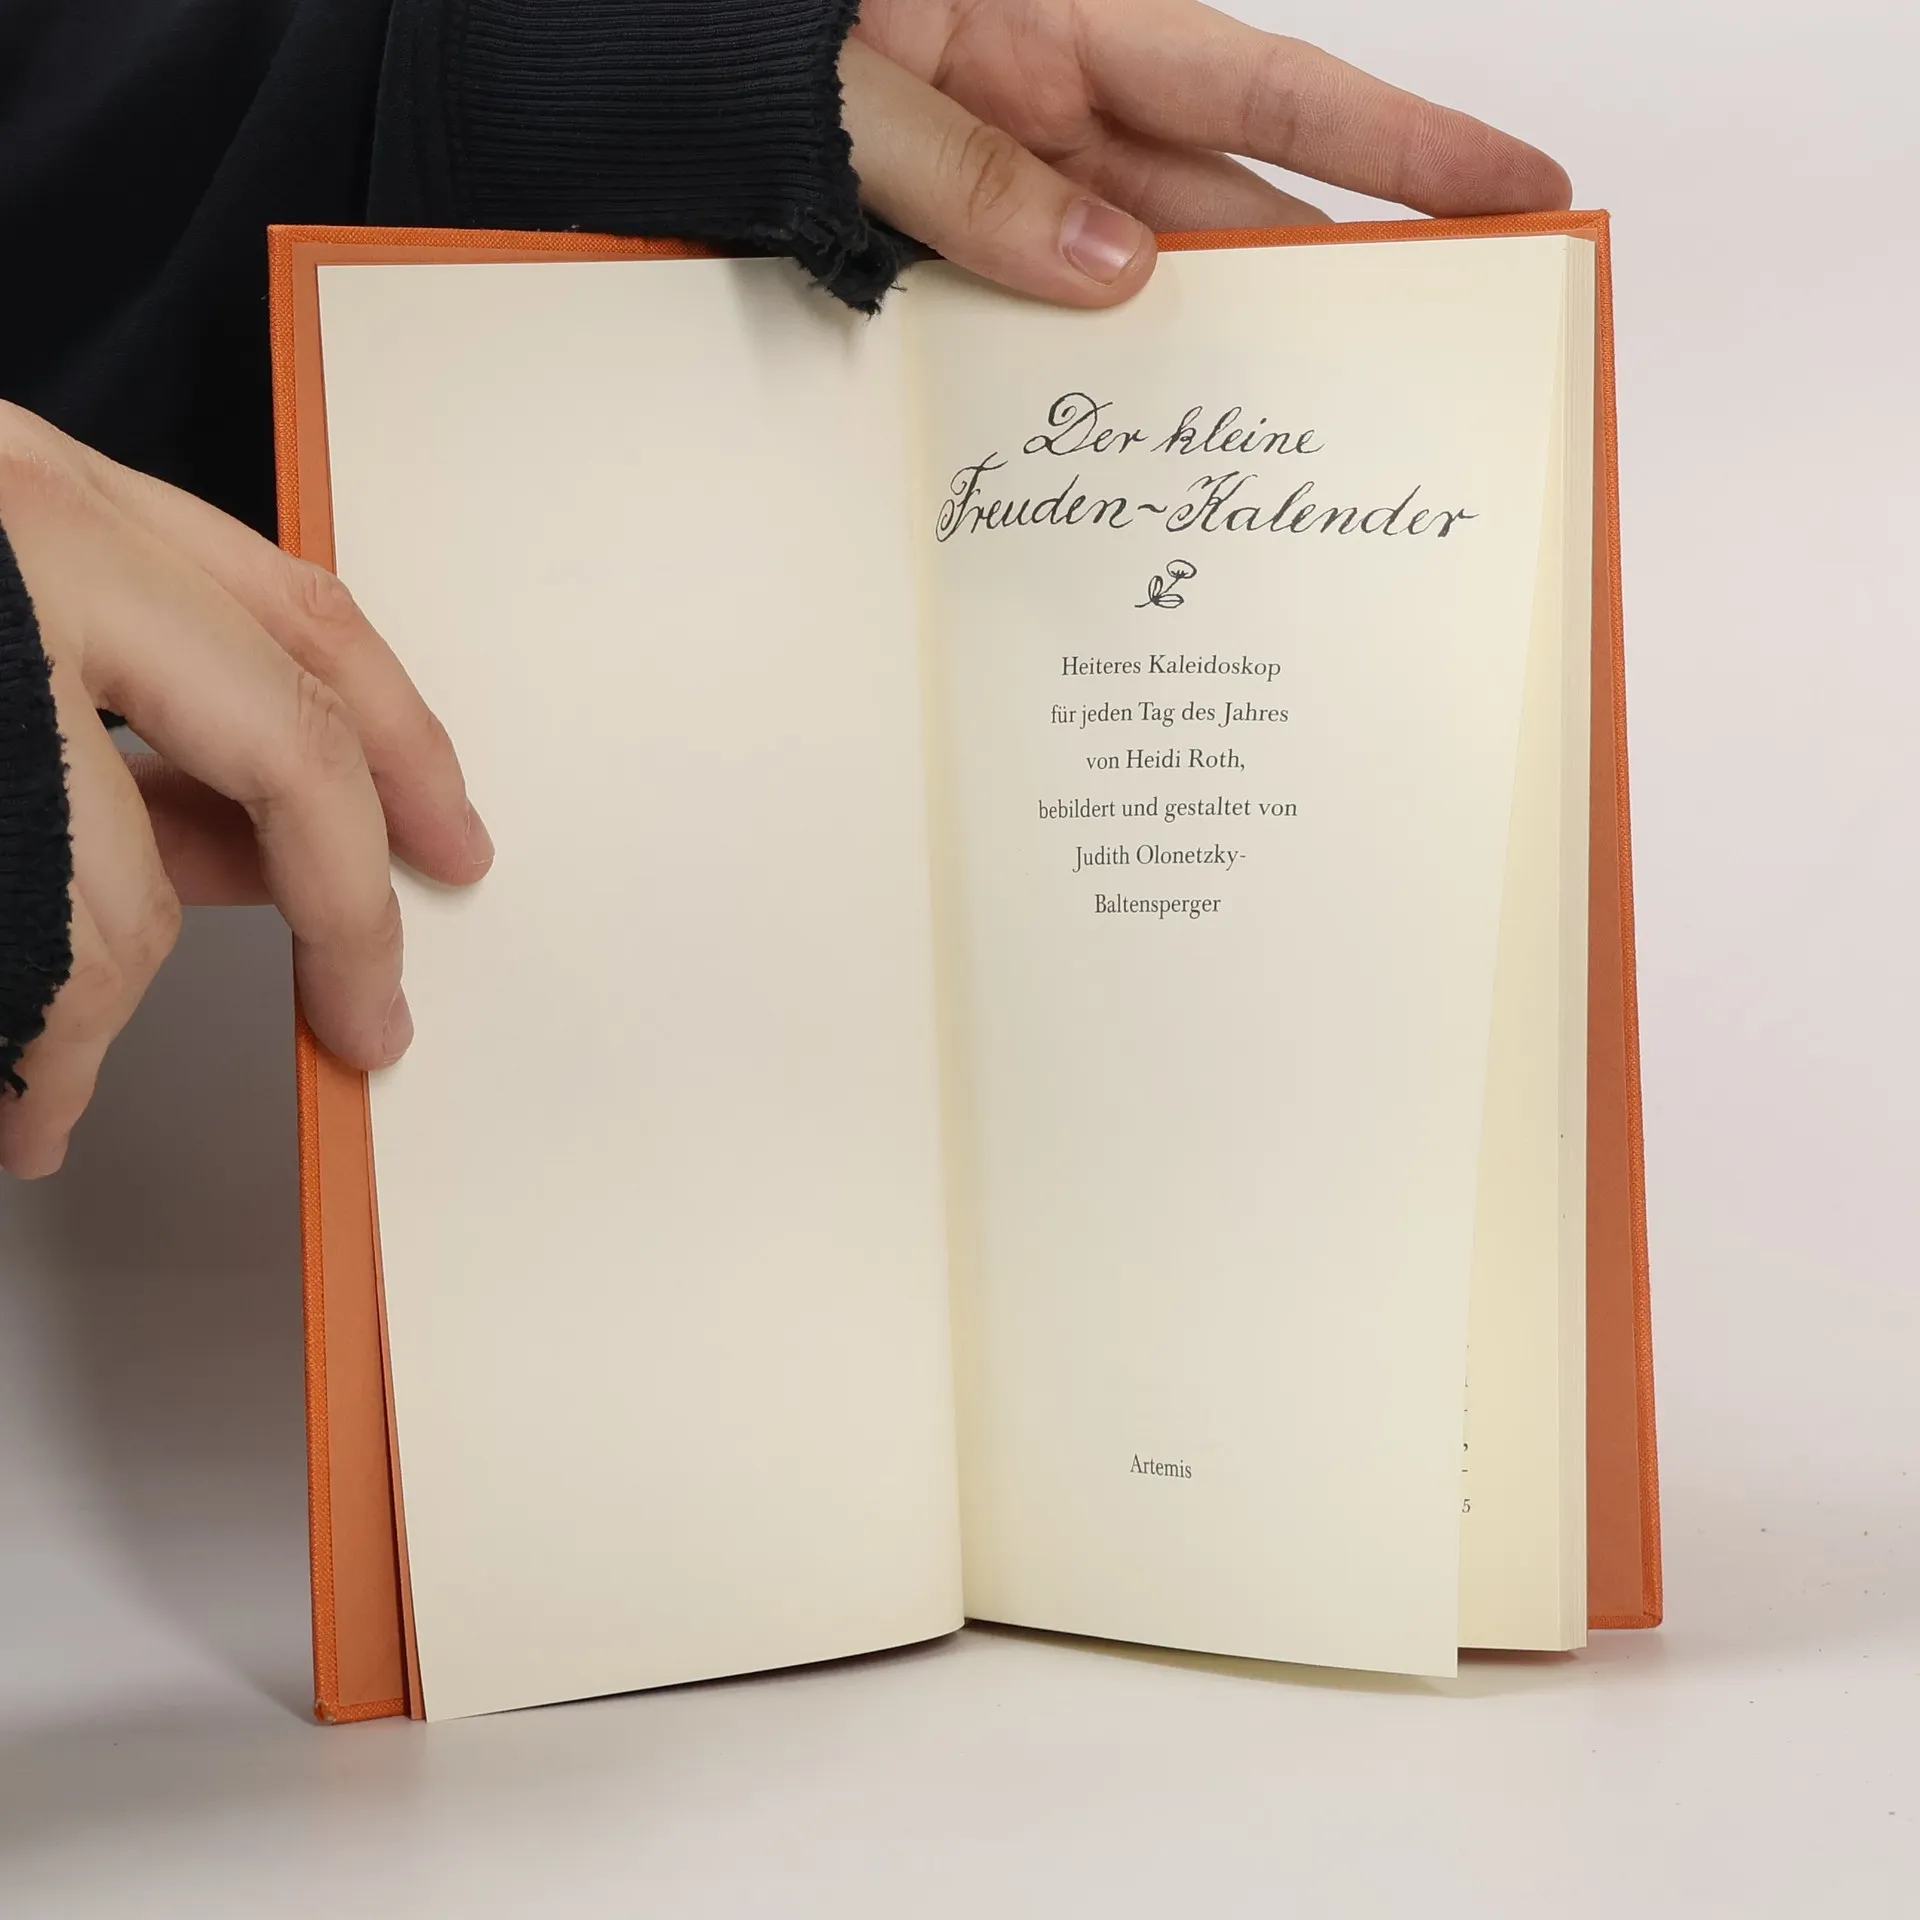 Der kleine
Freuden~Kalender
Heiteres Kaleidoskop
für jeden Tag des Jahres
von Heidi Roth,
bebildert und gestaltet von
Judith Olonetzky-
Baltensperger
Artemis
,
-
5